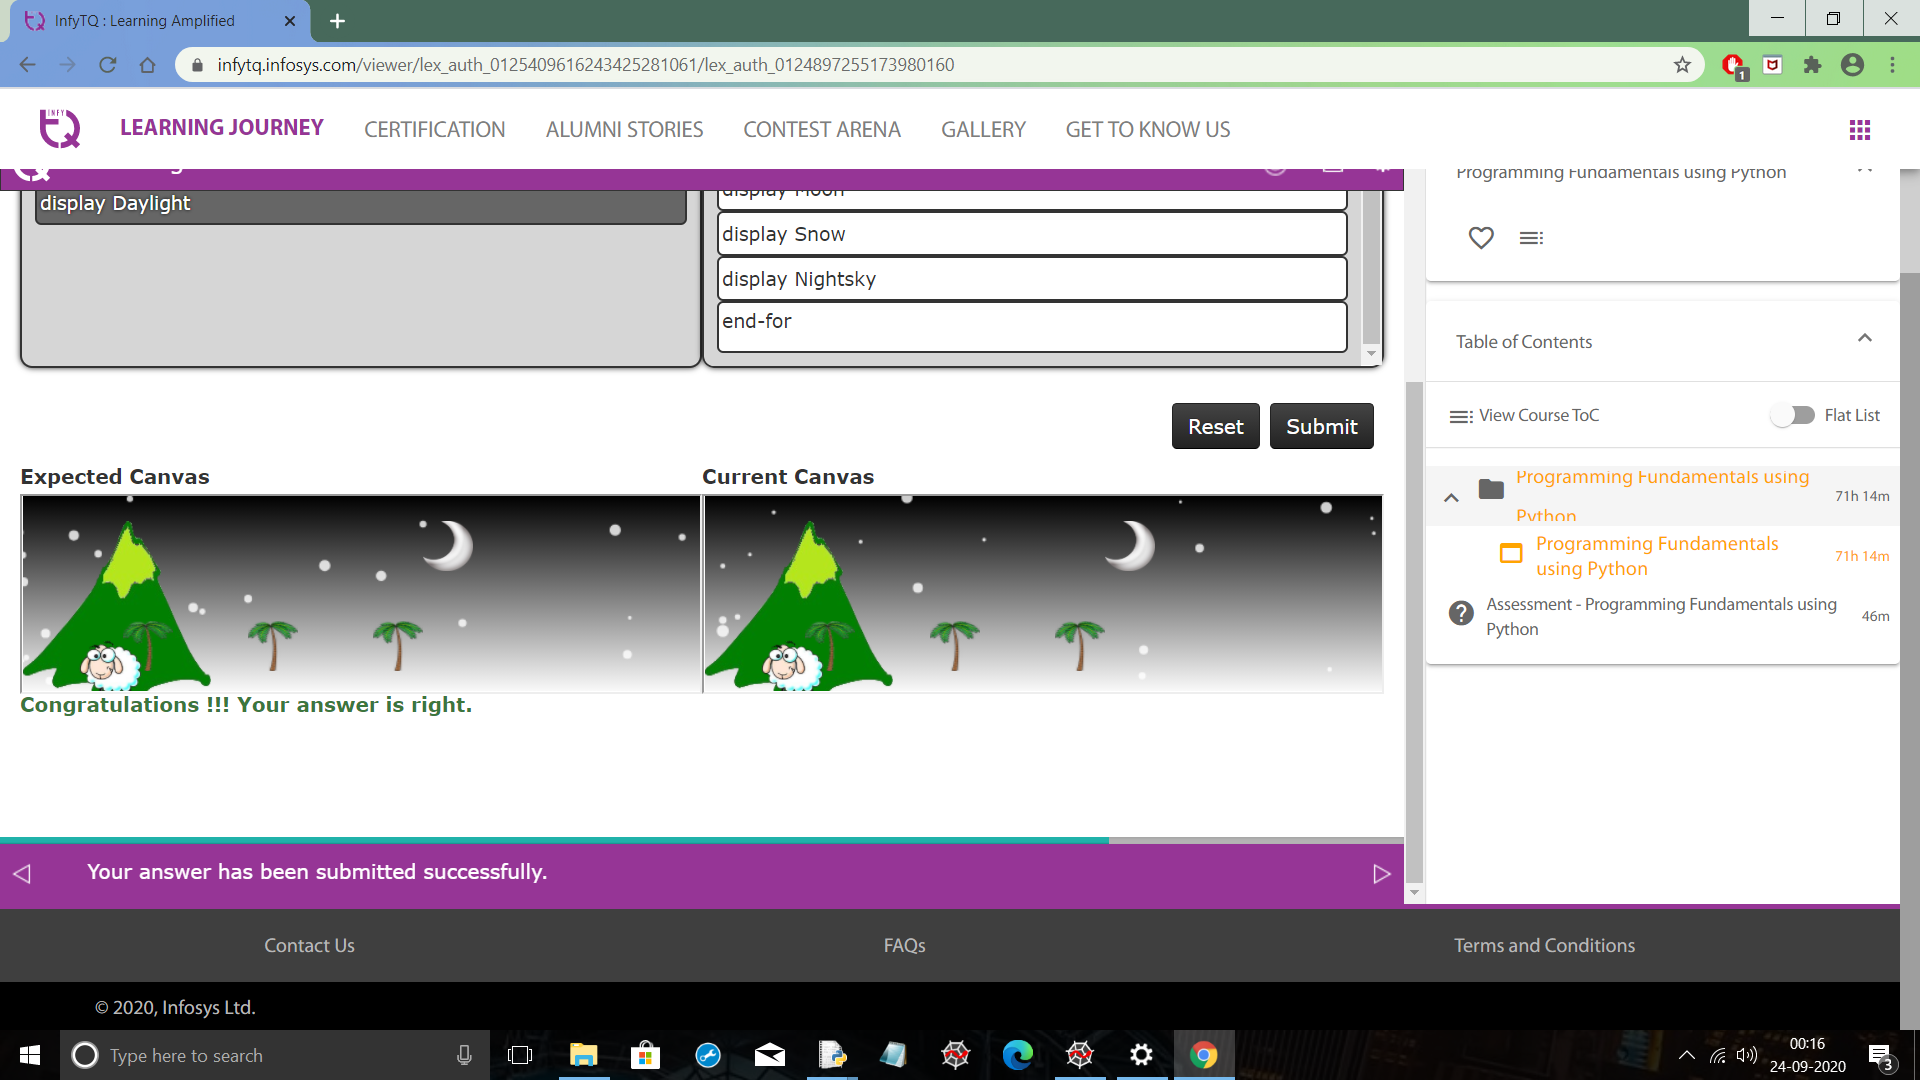 InfyTQ : Learning Amplified
infytq.infosys.com/viewer/lex_auth_0125409616243425281061/lex_auth_0124897255173980160
1
INFY
LEARNING JOURNEY
CERTIFICATION
ALUMNI STORIES
CONTEST ARENA
GALLERY
GET TO KNOW US
display Daylight
display Moon
display Snow
display Nightsky
end-for
Reset
Submit
Expected Canvas
Current Canvas
Congratulations !!! Your answer is right.
Your answer has been submitted successfully.
Programming Fundamentals using Python
Table of Contents
View Course ToC
Flat List
Programming Fundamentals using
Python
71h 14m
Programming Fundamentals
using Python
71h 14m
Assessment - Programming Fundamentals using
Python
46m
Contact Us
FAQs
Terms and Conditions
© 2020, Infosys Ltd.
Type here to search
00:16
24-09-2020
3